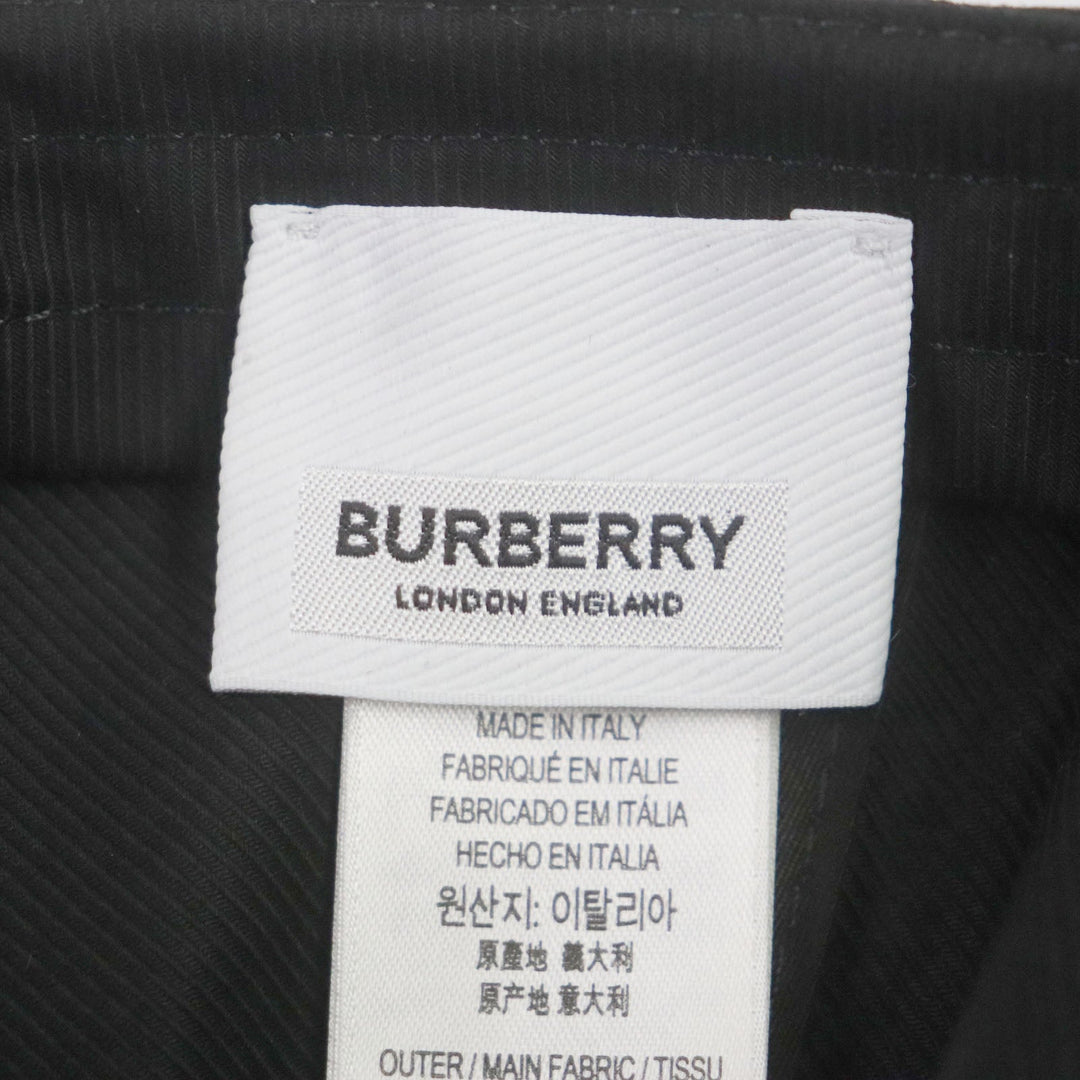 BURBERRY
LONDON ENGLAND
MADE IN ITALY
FABRIQUÉ EN ITALIE
FABRICADO EM ITÁLIA
HECHO EN ITALIA
원산지: 이탈리아
原產地 義大利
原产地 意大利
OUTER / MAIN FABRIC / TISSU